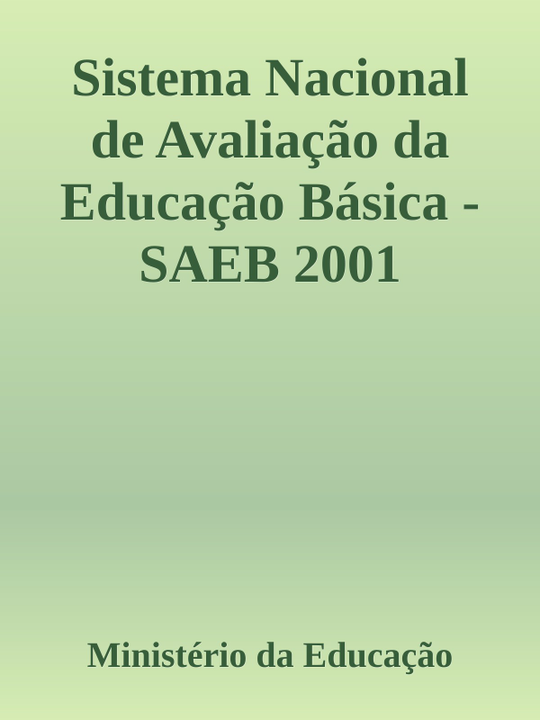 Sistema Nacional
de Avaliação da
Educação Básica -
SAEB 2001
Ministério da Educação